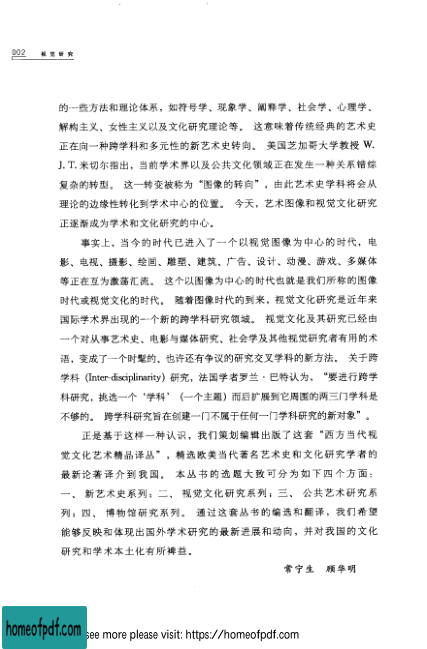 002 视觉研究
的一些方法和理论体系，如符号学、现象学、阐释学、社会学、心理学、
解构主义、女性主义以及文化研究理论等。 这意味着传统经典的艺术史
正在向一种跨学科和多元性的新艺术史转向。 美国芝加哥大学教授 W.
J. T. 米切尔指出，当前学术界以及公共文化领域正在发生一种关系错综
复杂的转型。 这一转变被称为“图像的转向”，由此艺术史学科将会从
理论的边缘性转化到学术中心的位置。 今天，艺术图像和视觉文化研究
正逐渐成为学术和文化研究的中心。
事实上，当今的时代已进入了一个以视觉图像为中心的时代，电
影、电视、摄影、绘画、雕塑、建筑、广告、设计、动漫、游戏、多媒体
等正在互为激荡汇流。 这个以图像为中心的时代也就是我们所称的图像
时代或视觉文化的时代。 随着图像时代的到来，视觉文化研究是近年来
国际学术界出现的一个新的跨学科研究领域。 视觉文化及其研究已经由
一个对从事艺术史、电影与媒体研究、社会学及其他视觉研究者有用的术
语，变成了一个时髦的、也许还有争议的研究交叉学科的新方法。 关于跨
学科（Inter-disciplinarity）研究，法国学者罗兰·巴特认为，“要进行跨学
科研究，挑选一个‘学科’（一个主题）而后扩展到它周围的两三门学科是
不够的。 跨学科研究旨在创建一门不属于任何一门学科研究的新对象”。
正是基于这样一种认识，我们策划编辑出版了这套“西方当代视
觉文化艺术精品译丛”，精选欧美当代著名艺术史和文化研究学者的
最新论著译介到我国。 本丛书的选题大致可分为如下四个方面：
一、 新艺术史系列；二、 视觉文化研究系列；三、 公共艺术研究系
列；四、 博物馆研究系列。 通过这套丛书的编选和翻译，我们希望
能够反映和体现出国外学术研究的最新进展和动向，并对我国的文化
研究和学术本土化有所裨益。
常宁生 顾华明
homeofpdf.com
see more please visit: https://homeofpdf.com